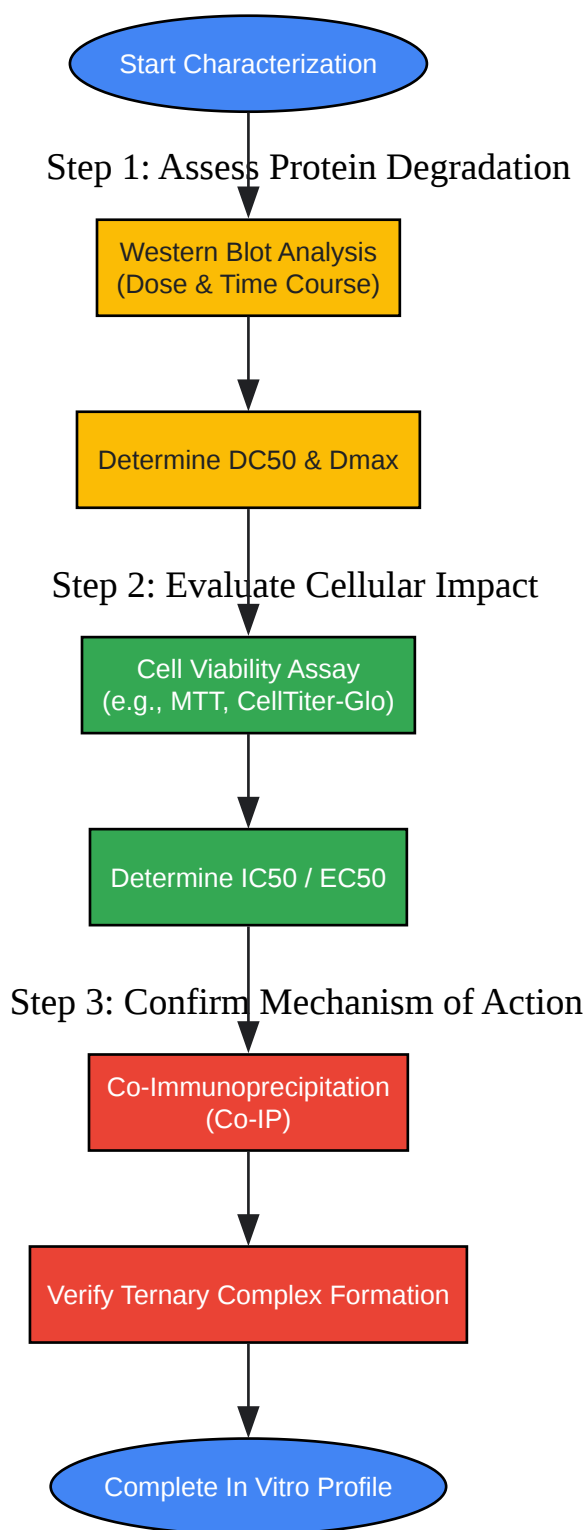 Start Characterization
Step 1: Assess Protein Degradation
Western Blot Analysis
(Dose & Time Course)
Determine DC50 & Dmax
Step 2: Evaluate Cellular Impact
Cell Viability Assay
(e.g., MTT, CellTiter-Glo)
Determine IC50 / EC50
Step 3: Confirm Mechanism of Action
Co-Immunoprecipitation
(Co-IP)
Verify Ternary Complex Formation
Complete In Vitro Profile